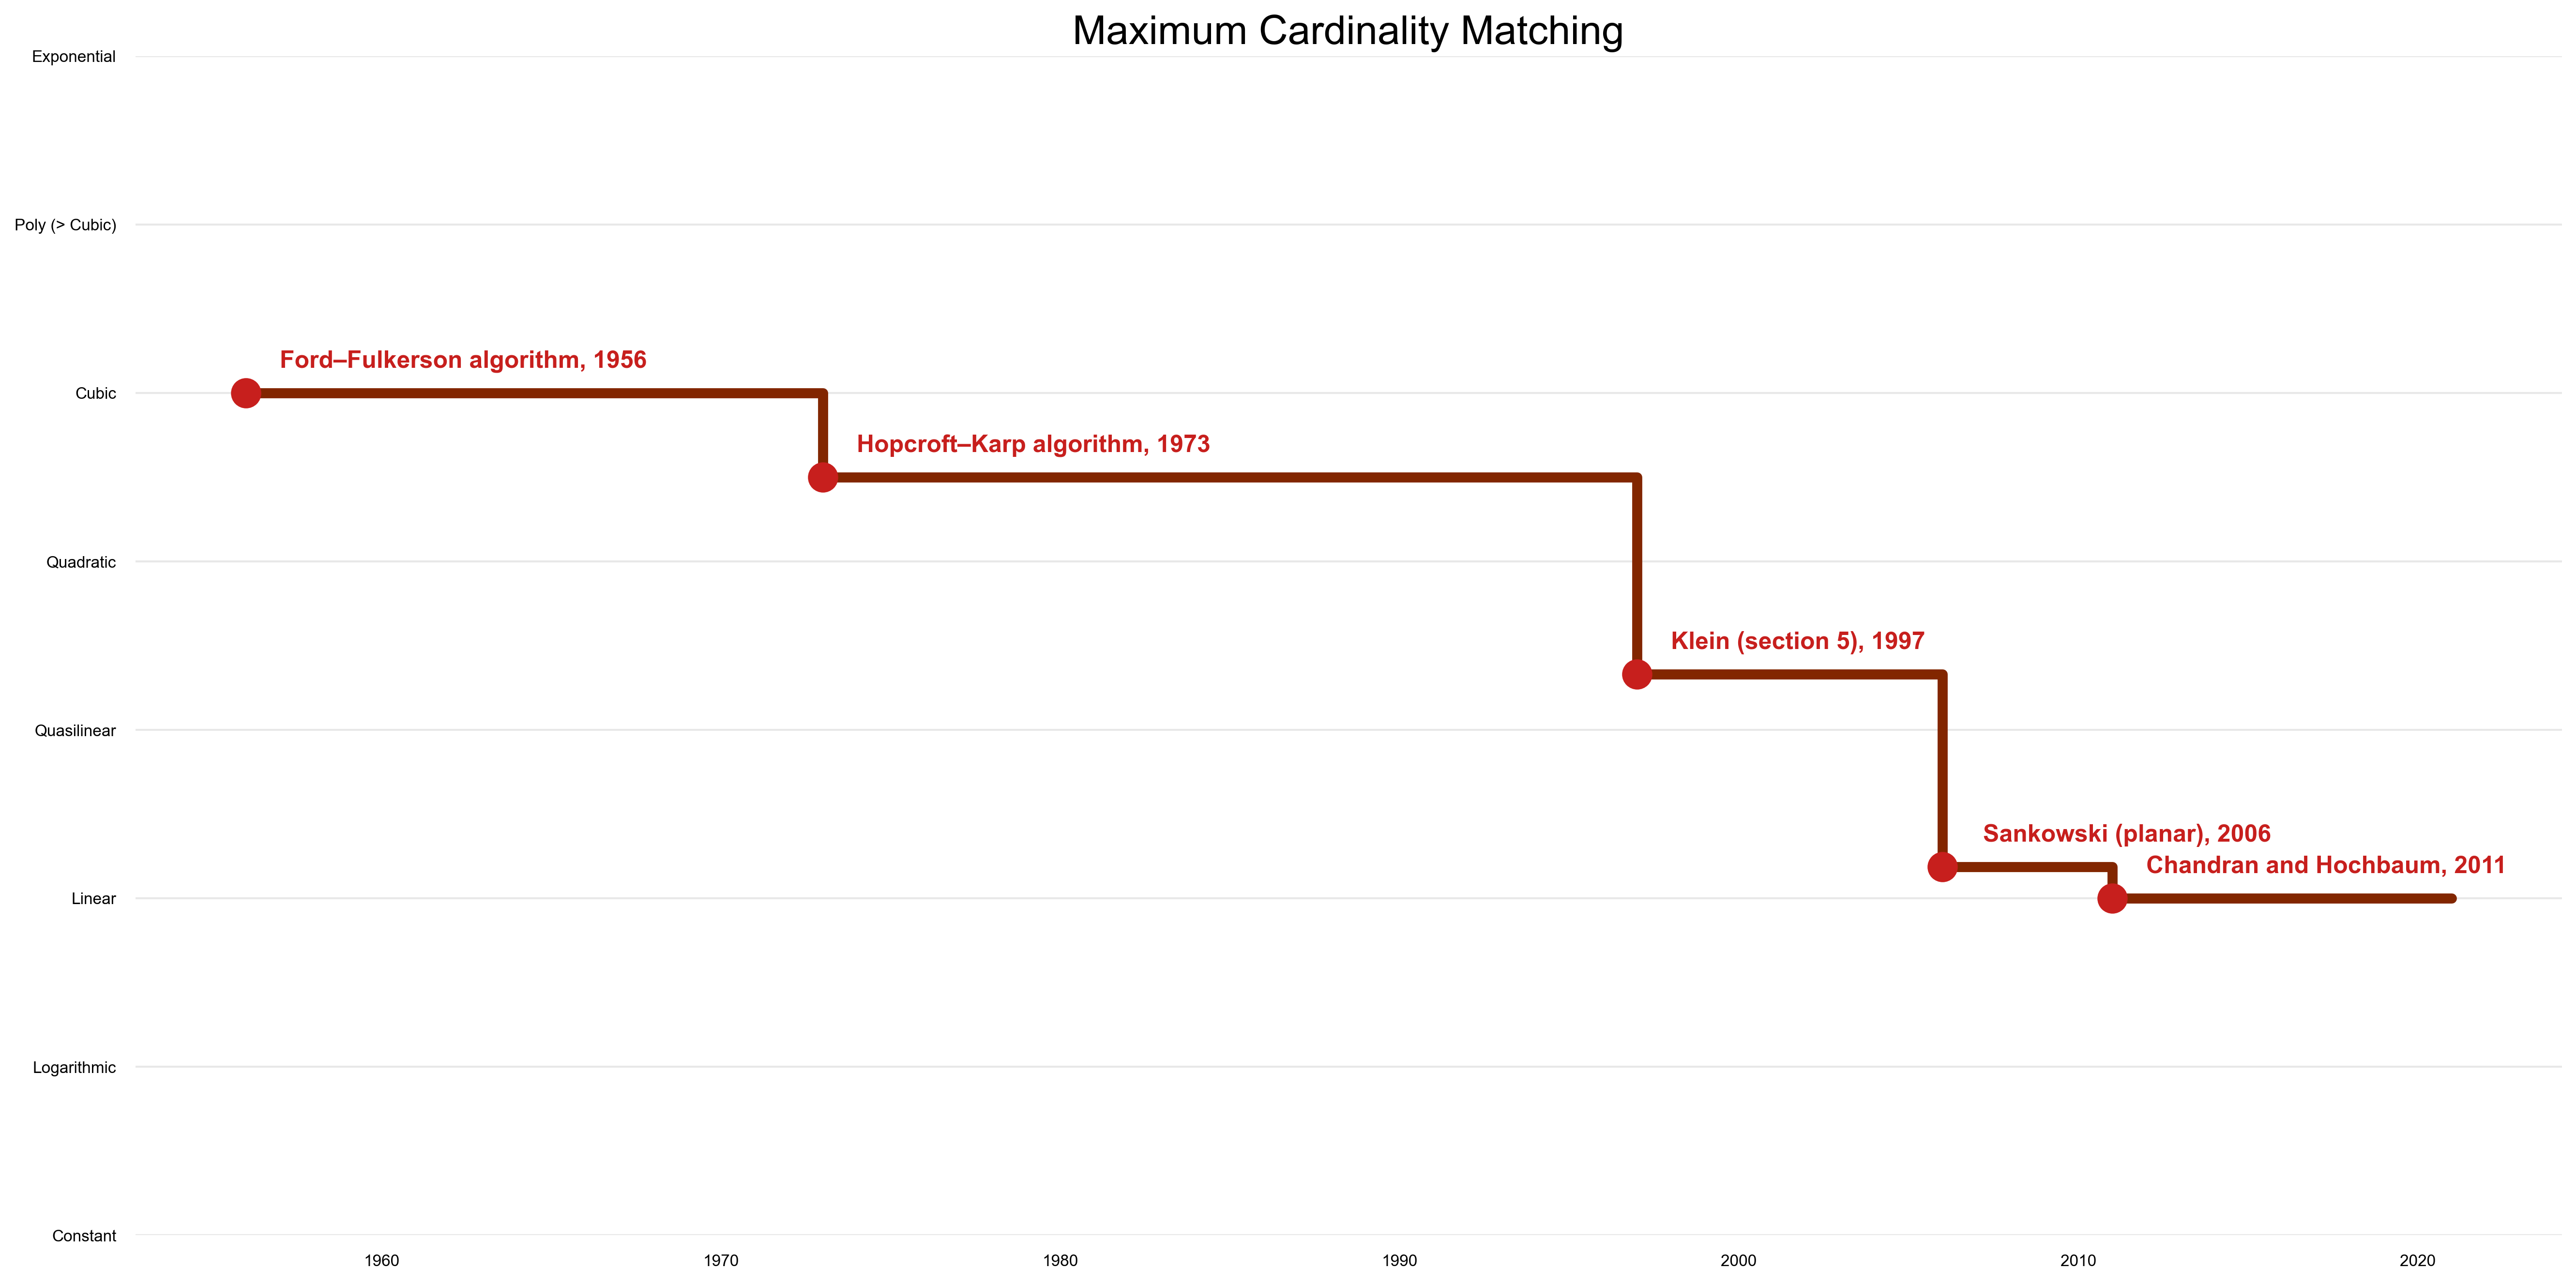 Maximum Cardinality Matching
Exponential
Poly (> Cubic)
Cubic
Quadratic
Quasilinear
Linear
Logarithmic
Constant
Ford–Fulkerson algorithm, 1956
Hopcroft–Karp algorithm, 1973
Klein (section 5), 1997
Sankowski (planar), 2006
Chandran and Hochbaum, 2011
1960 1970 1980 1990 2000 2010 2020